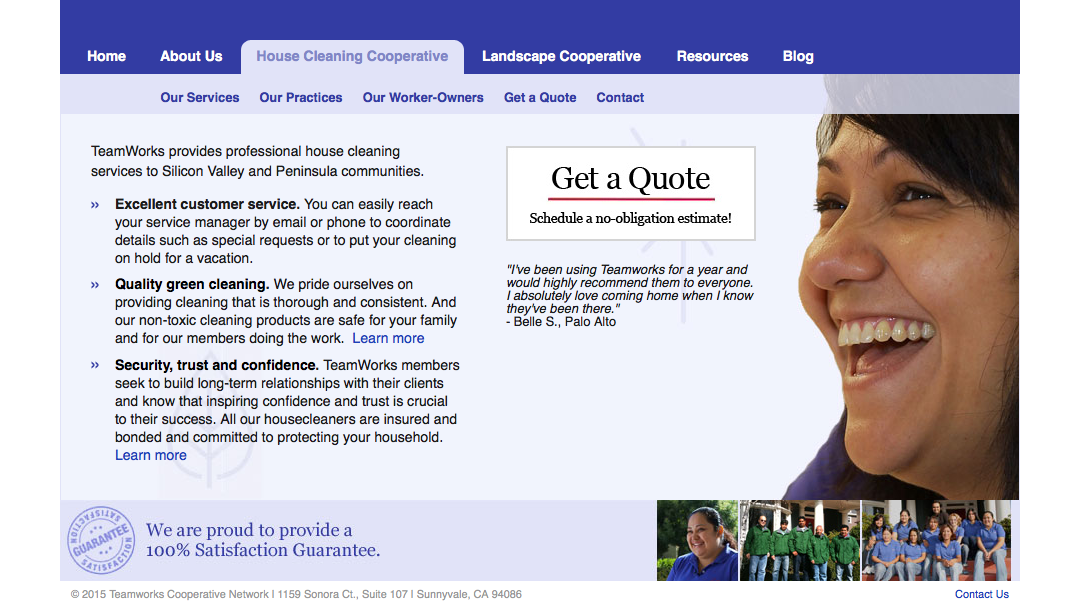 Home About Us House Cleaning Cooperative Landscape Cooperative Resources Blog
Our Services Our Practices Our Worker-Owners Get a Quote Contact
TeamWorks provides professional house cleaning
services to Silicon Valley and Peninsula communities.
›› Excellent customer service. You can easily reach
your service manager by email or phone to coordinate
details such as special requests or to put your cleaning
on hold for a vacation.
›› Quality green cleaning. We pride ourselves on
providing cleaning that is thorough and consistent. And
our non-toxic cleaning products are safe for your family
and for our members doing the work. Learn more
›› Security, trust and confidence. TeamWorks members
seek to build long-term relationships with their clients
and know that inspiring confidence and trust is crucial
to their success. All our housecleaners are insured and
bonded and committed to protecting your household.
Learn more
Get a Quote
Schedule a no-obligation estimate!
"I've been using Teamworks for a year and
would highly recommend them to everyone.
I absolutely love coming home when I know
they've been there."
- Belle S., Palo Alto
SATISFACTION
GUARANTEE
SATISFACTION
We are proud to provide a
100% Satisfaction Guarantee.
© 2015 Teamworks Cooperative Network | 1159 Sonora Ct., Suite 107 | Sunnyvale, CA 94086
Contact Us